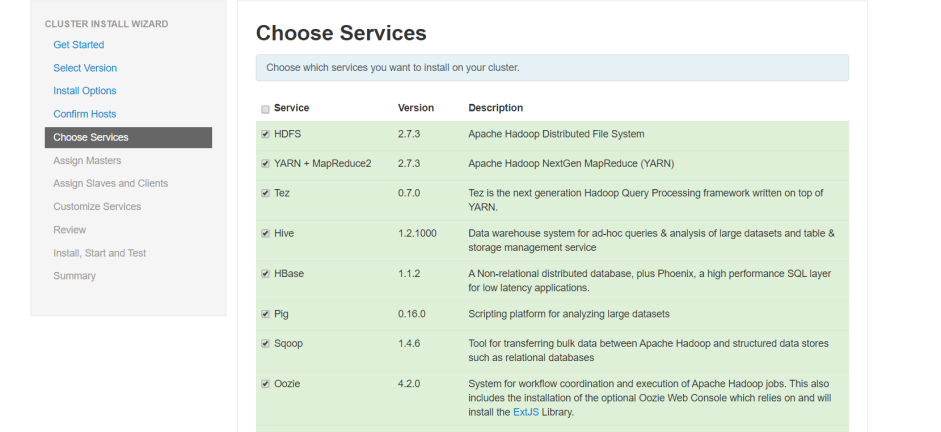 CLUSTER INSTALL WIZARD
Get Started
Select Version
Install Options
Confirm Hosts
Choose Services
Assign Masters
Assign Slaves and Clients
Customize Services
Review
Install, Start and Test
Summary
Choose Services
Choose which services you want to install on your cluster.
Service Version Description
HDFS 2.7.3 Apache Hadoop Distributed File System
YARN + MapReduce2 2.7.3 Apache Hadoop NextGen MapReduce (YARN)
Tez 0.7.0 Tez is the next generation Hadoop Query Processing framework written on top of
YARN.
Hive 1.2.1000 Data warehouse system for ad-hoc queries & analysis of large datasets and table &
storage management service
HBase 1.1.2 A Non-relational distributed database, plus Phoenix, a high performance SQL layer
for low latency applications.
Pig 0.16.0 Scripting platform for analyzing large datasets
Sqoop 1.4.6 Tool for transferring bulk data between Apache Hadoop and structured data stores
such as relational databases
Oozie 4.2.0 System for workflow coordination and execution of Apache Hadoop jobs. This also
includes the installation of the optional Oozie Web Console which relies on and will
install the ExtJS Library.